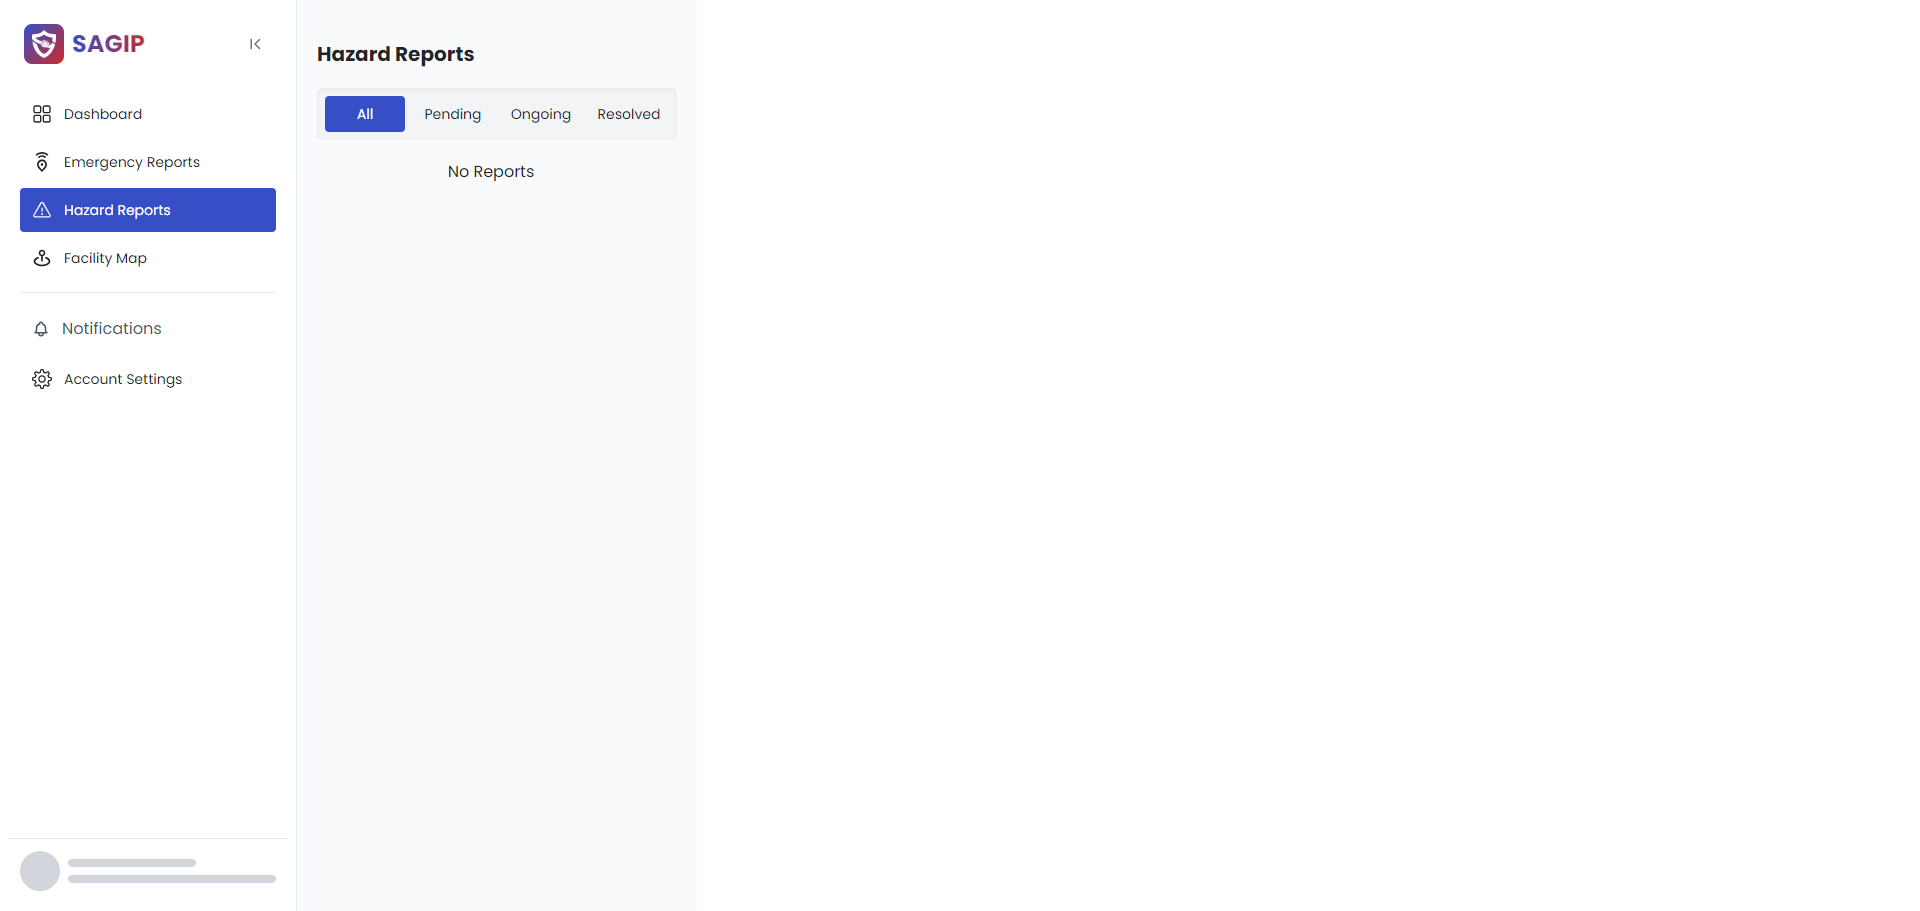 SAGIP
Dashboard
Emergency Reports
Hazard Reports
Facility Map
Notifications
Account Settings
Hazard Reports
All Pending Ongoing Resolved
No Reports